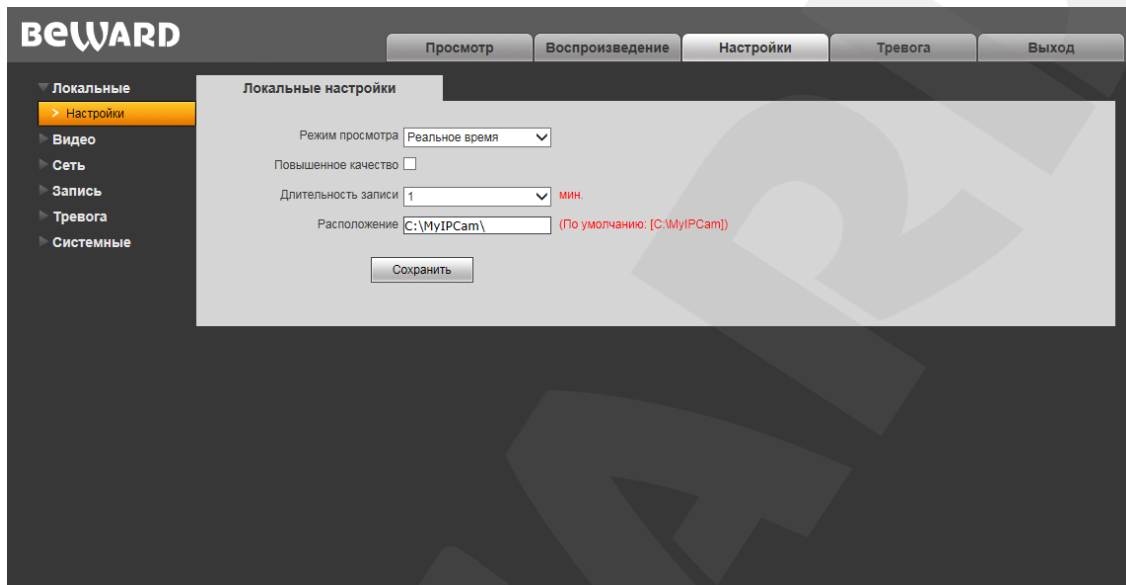 BEWARD
Просмотр Воспроизведение Настройки Тревога Выход
Локальные
> Настройки
Видео
Сеть
Запись
Тревога
Системные
Локальные настройки
Режим просмотра Реальное время
Повышенное качество
Длительность записи 1 мин.
Расположение C:\MyIPCam\ (По умолчанию: [C:\MyIPCam])
Сохранить